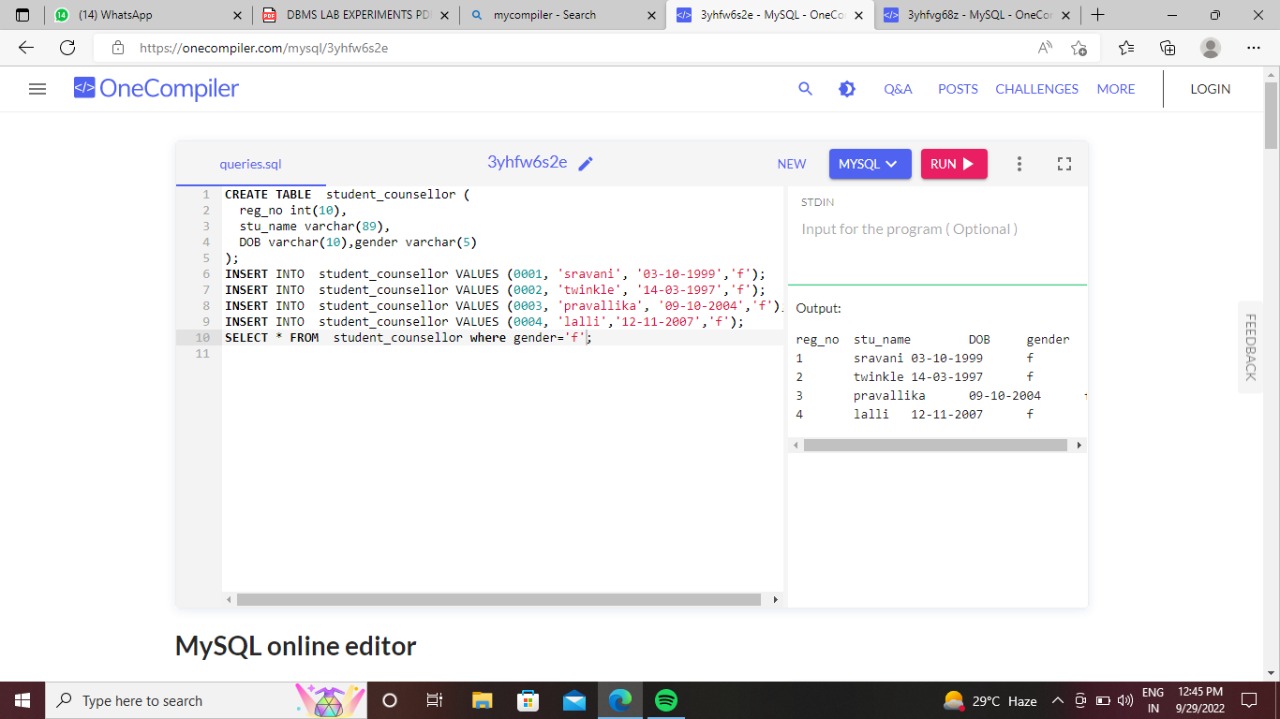 (14) WhatsApp
DBMS LAB EXPERIMENTS PD
mycompiler - Search
3yhfw6s2e - MySQL - OneCo
3yhfvg68z - MySQL - OneCor
https://onecompiler.com/mysql/3yhfw6s2e
OneCompiler
Q&A POSTS CHALLENGES MORE LOGIN
queries.sql 3yhfw6s2e NEW MYSQL RUN
1 CREATE TABLE  student_counsellor (
2   reg_no int(10),
3   stu_name varchar(89),
4   DOB varchar(10),gender varchar(5)
5 );
6 INSERT INTO  student_counsellor VALUES (0001, 'sravani', '03-10-1999','f');
7 INSERT INTO  student_counsellor VALUES (0002, 'twinkle', '14-03-1997','f');
8 INSERT INTO  student_counsellor VALUES (0003, 'pravallika', '09-10-2004','f')
9 INSERT INTO  student_counsellor VALUES (0004, 'lalli','12-11-2007','f');
10 SELECT * FROM  student_counsellor where gender='f';
11
STDIN
Input for the program ( Optional )
Output:
reg_no stu_name DOB gender
1 sravani 03-10-1999 f
2 twinkle 14-03-1997 f
3 pravallika 09-10-2004
4 lalli 12-11-2007 f
FEEDBACK
MySQL online editor
Type here to search
29°C Haze
ENG
IN
12:45 PM
9/29/2022